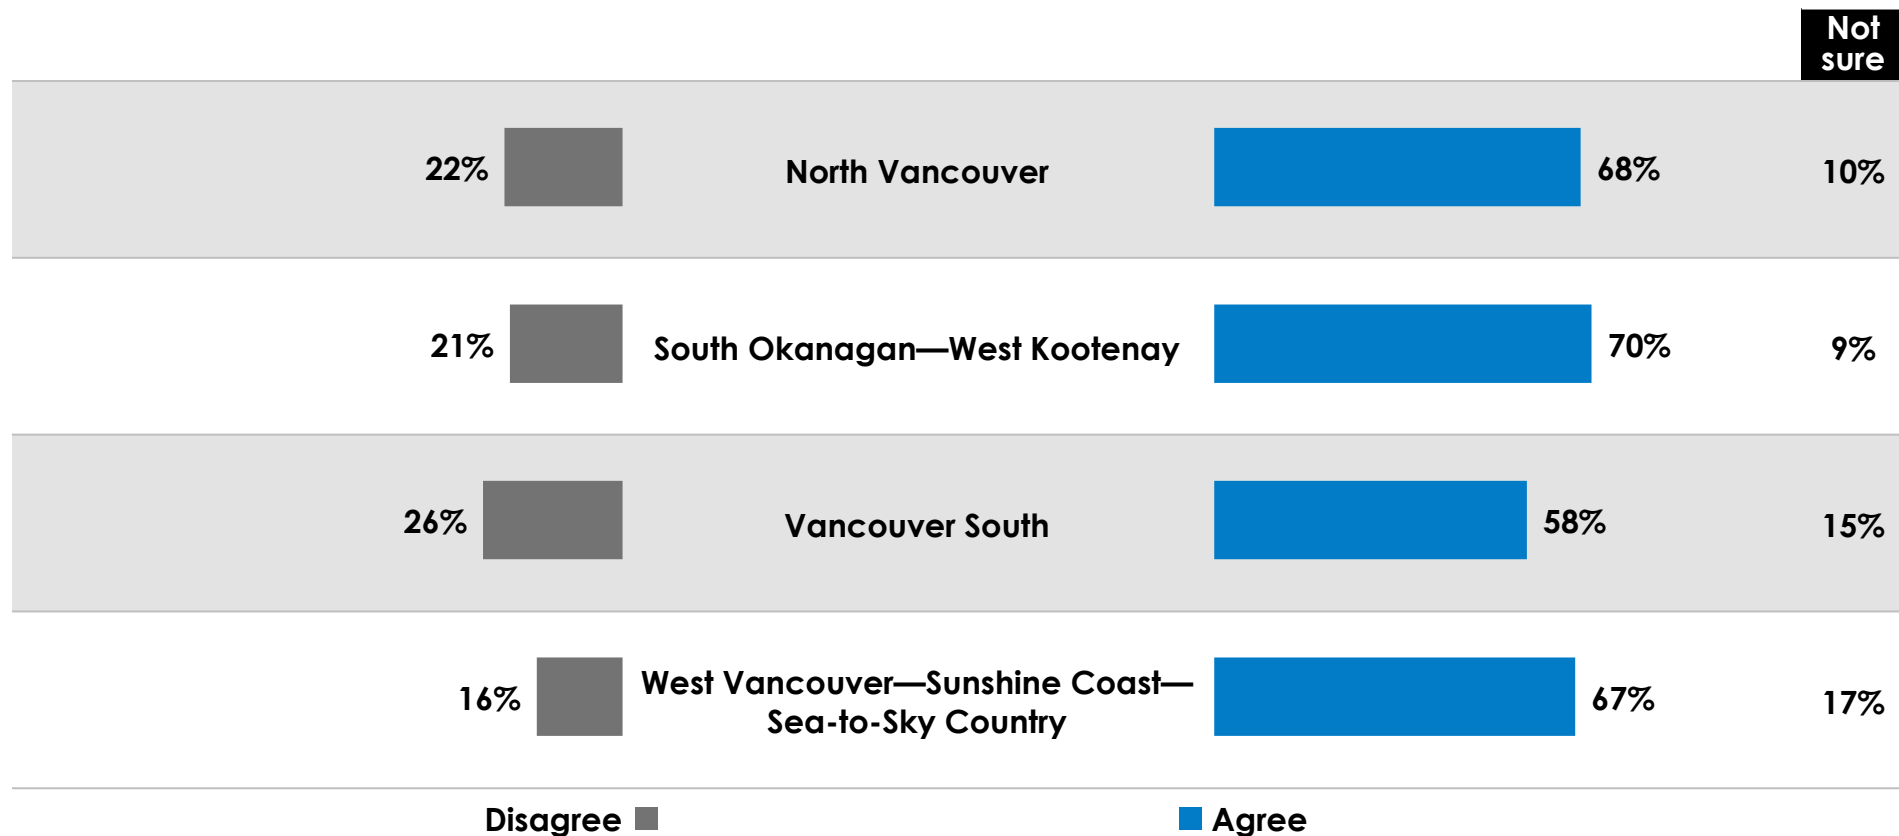 Not
sure
22% North Vancouver 68% 10%
21% South Okanagan—West Kootenay 70% 9%
26% Vancouver South 58% 15%
16% West Vancouver—Sunshine Coast— 67% 17%
Sea-to-Sky Country
Disagree Agree